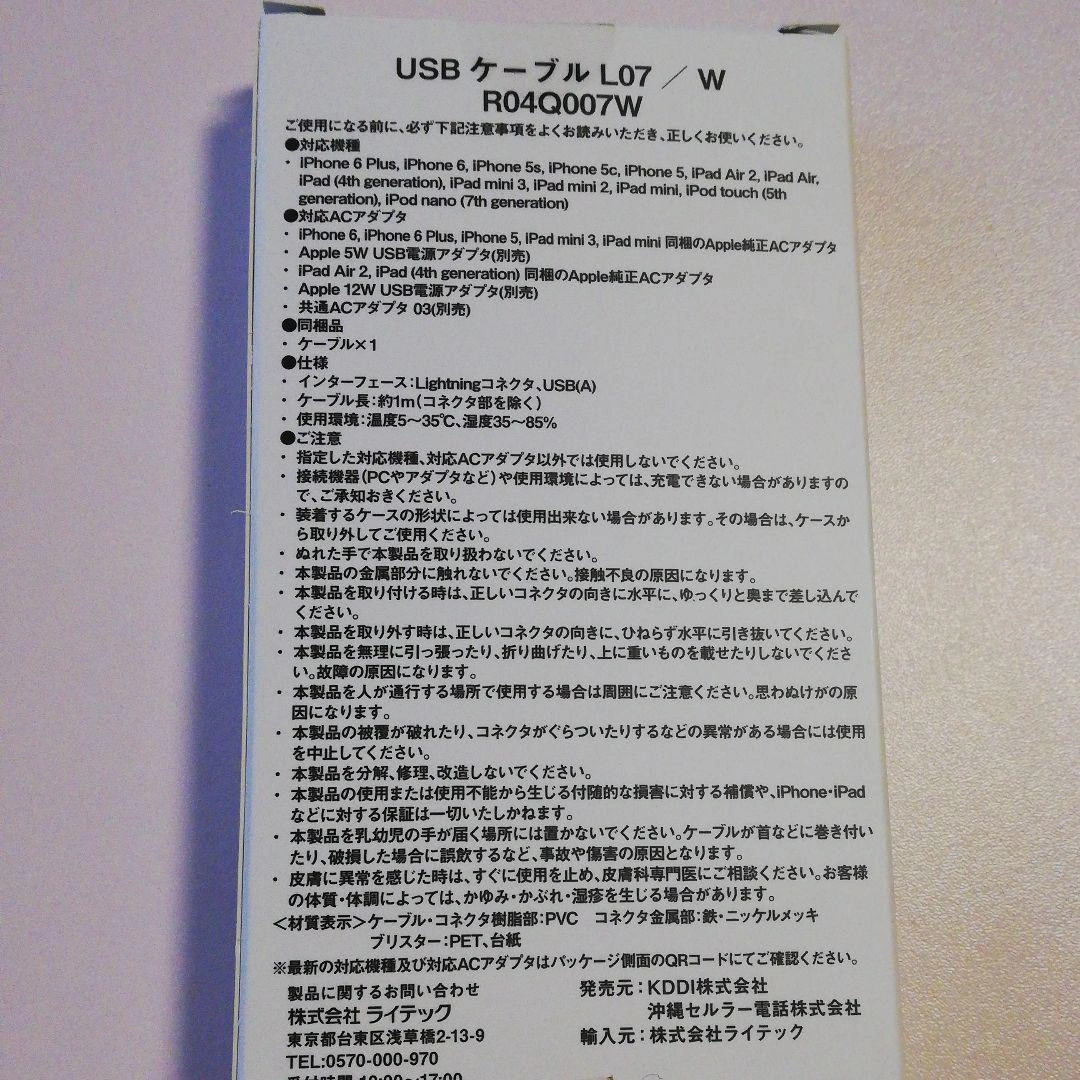 USB ケーブル L07 ／ W
R04Q007W
ご使用になる前に、必ず下記注意事項をよくお読みいただき、正しくお使いください。
●対応機種
・ iPhone 6 Plus, iPhone 6, iPhone 5s, iPhone 5c, iPhone 5, iPad Air 2, iPad Air,
iPad (4th generation), iPad mini 3, iPad mini 2, iPad mini, iPod touch (5th
generation), iPod nano (7th generation)
●対応ACアダプタ
・ iPhone 6, iPhone 6 Plus, iPhone 5, iPad mini 3, iPad mini 同梱のApple純正ACアダプタ
・ Apple 5W USB電源アダプタ(別売)
・ iPad Air 2, iPad (4th generation) 同梱のApple純正ACアダプタ
・ Apple 12W USB電源アダプタ(別売)
・ 共通ACアダプタ 03(別売)
●同梱品
・ ケーブル×1
●仕様
・ インターフェース：Lightningコネクタ、USB(A)
・ ケーブル長：約1m（コネクタ部を除く）
・ 使用環境：温度5～35℃、湿度35～85%
●ご注意
・ 指定した対応機種、対応ACアダプタ以外では使用しないでください。
・ 接続機器（PCやアダプタなど）や使用環境によっては、充電できない場合がありますの
で、ご承知おきください。
・ 装着するケースの形状によっては使用出来ない場合があります。その場合は、ケースか
ら取り外してご使用ください。
・ ぬれた手で本製品を取り扱わないでください。
・ 本製品の金属部分に触れないでください。接触不良の原因になります。
・ 本製品を取り付ける時は、正しいコネクタの向きに水平に、ゆっくりと奥まで差し込んで
ください。
・ 本製品を取り外す時は、正しいコネクタの向きに、ひねらず水平に引き抜いてください。
・ 本製品を無理に引っ張ったり、折り曲げたり、上に重いものを載せたりしないでくださ
い。故障の原因になります。
・ 本製品を人が通行する場所で使用する場合は周囲にご注意ください。思わぬけがの原
因になります。
・ 本製品の被覆が破れたり、コネクタがぐらついたりするなどの異常がある場合には使用
を中止してください。
・ 本製品を分解、修理、改造しないでください。
・ 本製品の使用または使用不能から生じる付随的な損害に対する補償や、iPhone・iPad
などに対する保証は一切いたしかねます。
・ 本製品を乳幼児の手が届く場所には置かないでください。ケーブルが首などに巻き付い
たり、破損した場合に誤飲するなど、事故や傷害の原因となります。
・ 皮膚に異常を感じた時は、すぐに使用を止め、皮膚科専門医にご相談ください。お客様
の体質・体調によっては、かゆみ・かぶれ・湿疹を生じる場合があります。
＜材質表示＞ケーブル・コネクタ樹脂部：PVC コネクタ金属部：鉄・ニッケルメッキ
ブリスター：PET、台紙
※最新の対応機種及び対応ACアダプタはパッケージ側面のQRコードにてご確認ください。
製品に関するお問い合わせ
株式会社 ライテック
東京都台東区浅草橋2-13-9
TEL:0570-000-970
受付時間 10:00～17:00
発売元：KDDI株式会社
沖縄セルラー電話株式会社
輸入元：株式会社ライテック